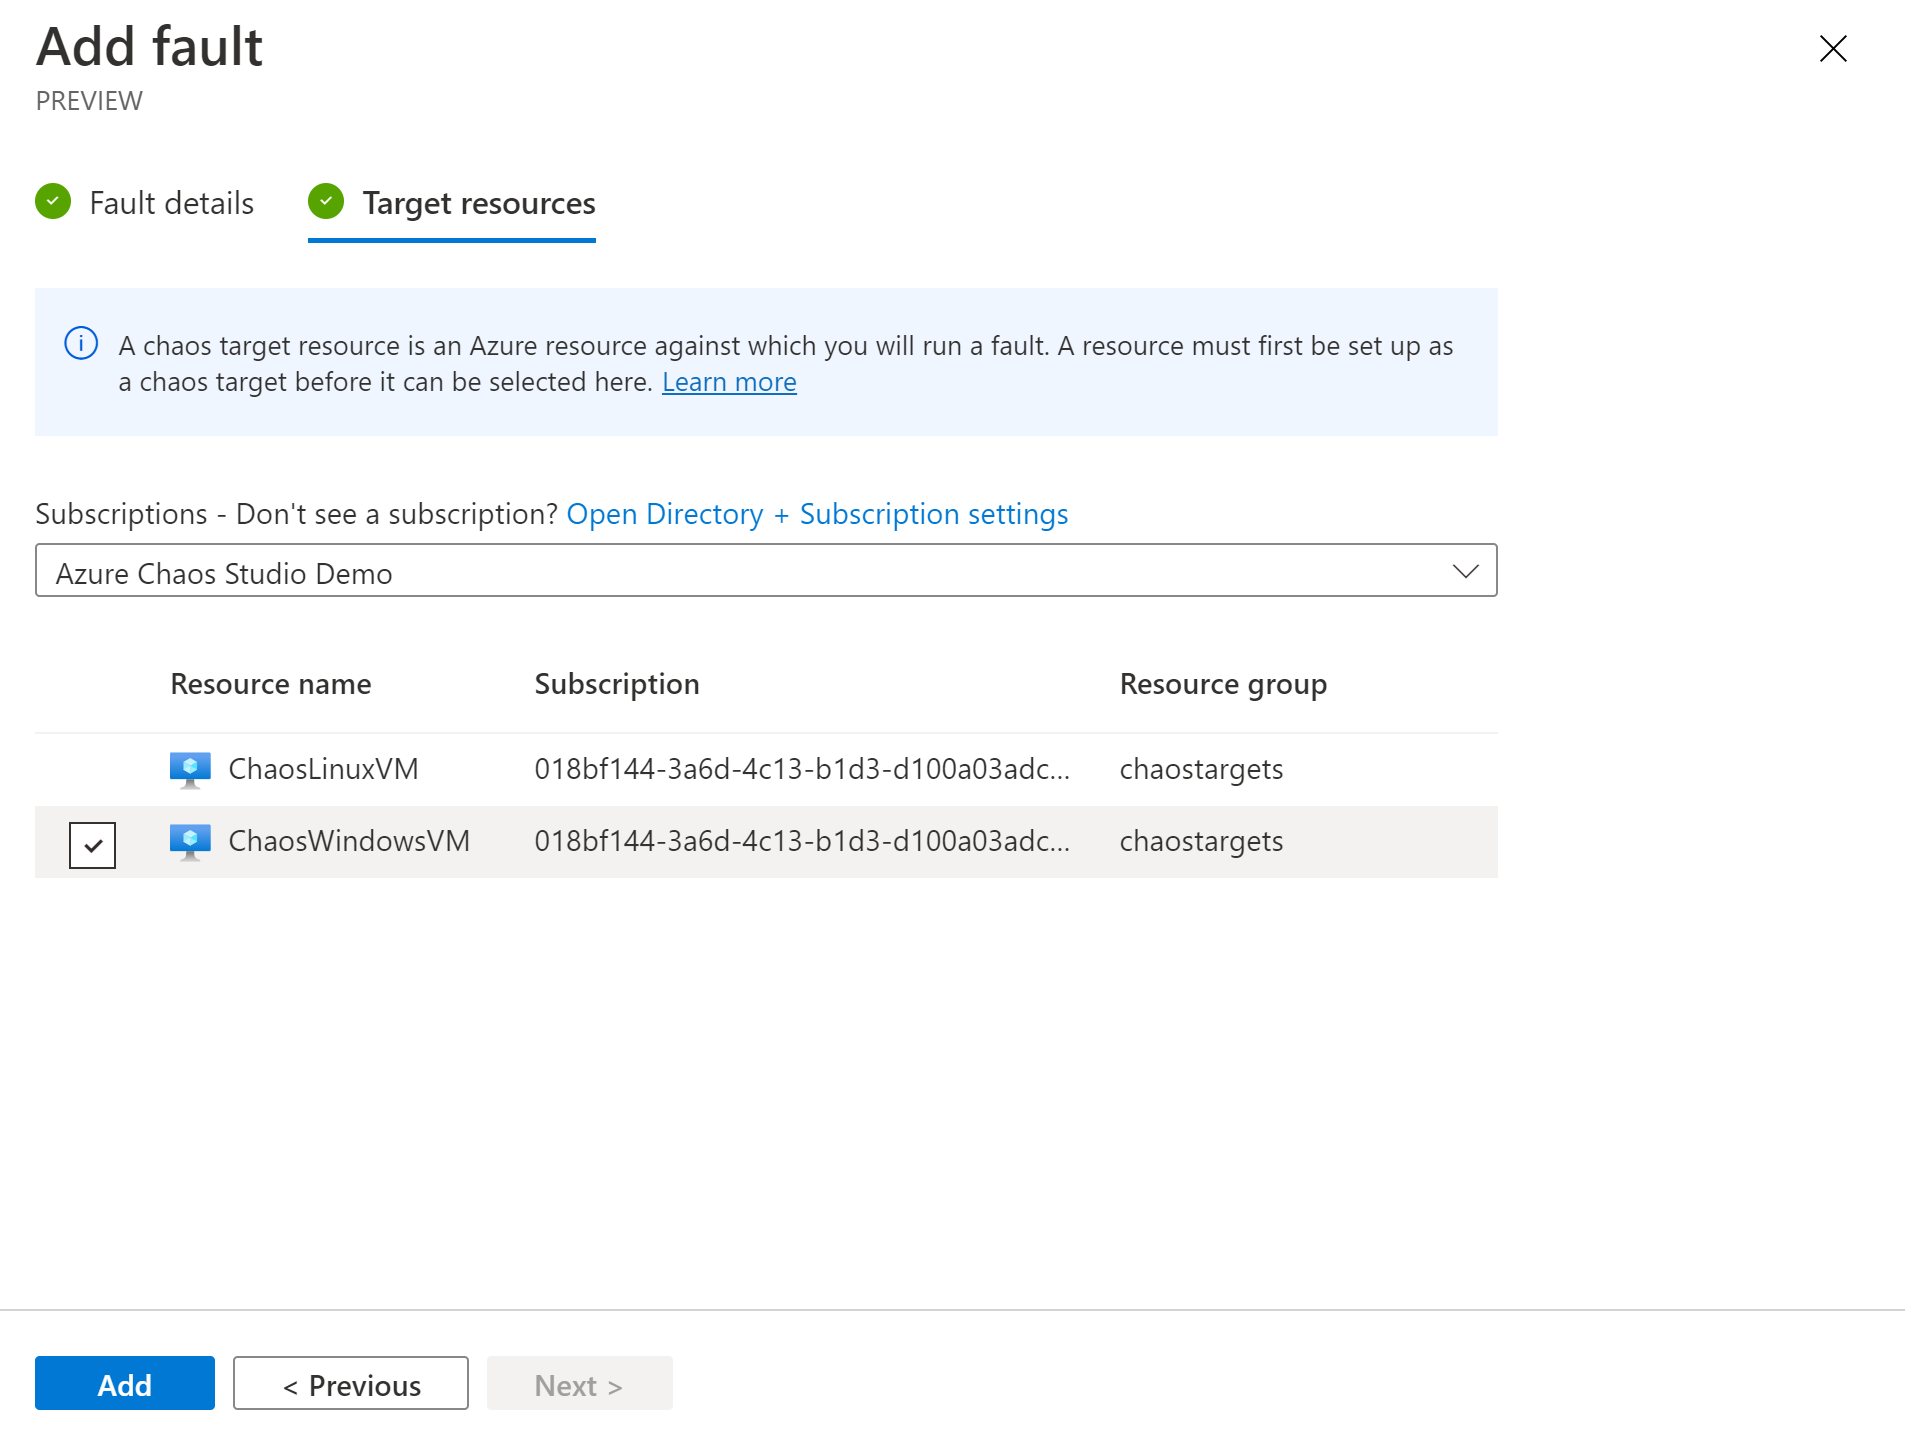 Add fault
PREVIEW
Fault details Target resources
A chaos target resource is an Azure resource against which you will run a fault. A resource must first be set up as
a chaos target before it can be selected here. Learn more
Subscriptions - Don't see a subscription? Open Directory + Subscription settings
Azure Chaos Studio Demo
Resource name Subscription Resource group
ChaosLinuxVM 018bf144-3a6d-4c13-b1d3-d100a03adc... chaostargets
ChaosWindowsVM 018bf144-3a6d-4c13-b1d3-d100a03adc... chaostargets
Add < Previous Next >